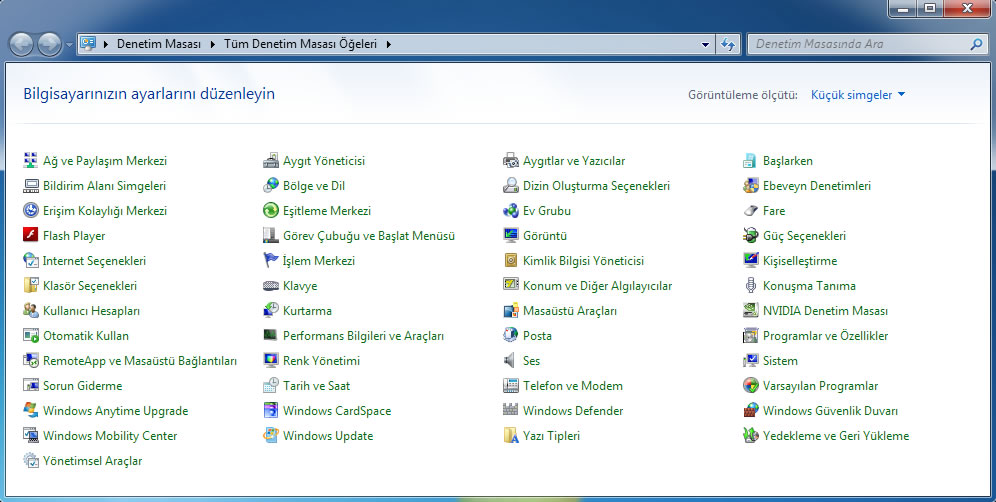 Denetim Masası Tüm Denetim Masası Öğeleri
Denetim Masasında Ara
Bilgisayarınızın ayarlarını düzenleyin
Görüntüleme ölçütü: Küçük simgeler
Ağ ve Paylaşım Merkezi Aygıt Yöneticisi Aygıtlar ve Yazıcılar Başlarken
Bildirim Alanı Simgeleri Bölge ve Dil Dizin Oluşturma Seçenekleri Ebeveyn Denetimleri
Erişim Kolaylığı Merkezi Eşitleme Merkezi Ev Grubu Fare
Flash Player Görev Çubuğu ve Başlat Menüsü Görüntü Güç Seçenekleri
Internet Seçenekleri İşlem Merkezi Kimlik Bilgisi Yöneticisi Kişiselleştirme
Klasör Seçenekleri Klavye Konum ve Diğer Algılayıcılar Konuşma Tanıma
Kullanıcı Hesapları Kurtarma Masaüstü Araçları NVIDIA Denetim Masası
Otomatik Kullan Performans Bilgileri ve Araçları Posta Programlar ve Özellikler
RemoteApp ve Masaüstü Bağlantıları Renk Yönetimi Ses Sistem
Sorun Giderme Tarih ve Saat Telefon ve Modem Varsayılan Programlar
Windows Anytime Upgrade Windows CardSpace Windows Defender Windows Güvenlik Duvarı
Windows Mobility Center Windows Update Yazı Tipleri Yedekleme ve Geri Yükleme
Yönetimsel Araçlar